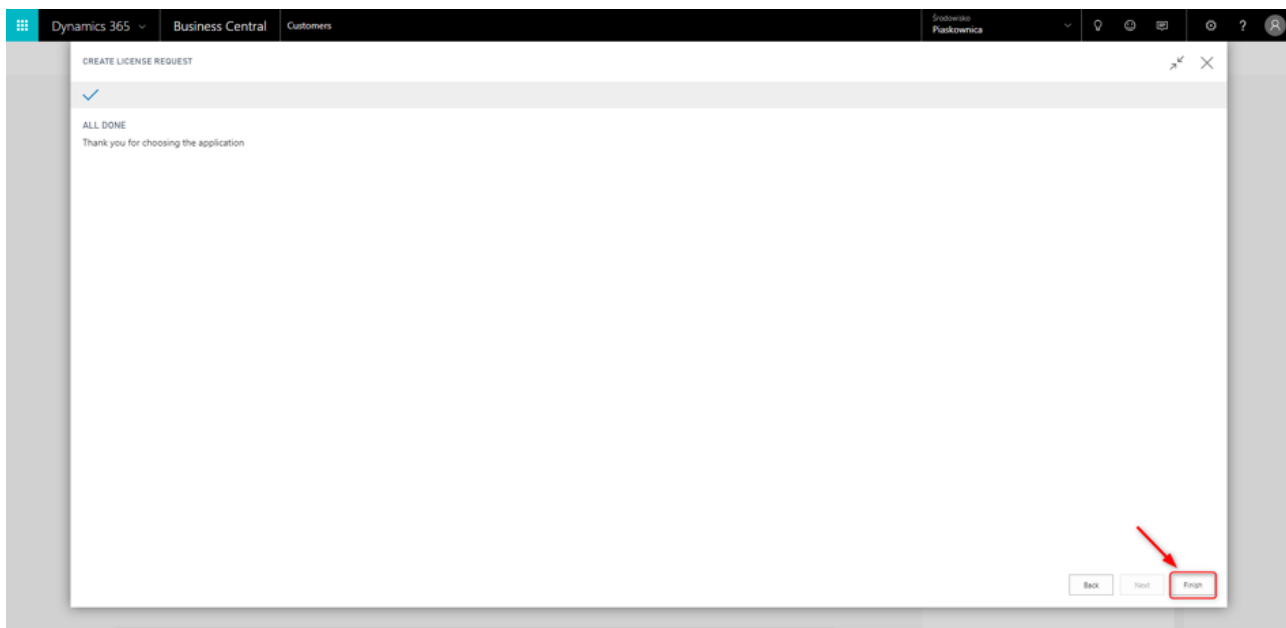 Dynamics 365 Business Central Customers Środowisko
Piaskownica ?
CREATE LICENSE REQUEST
ALL DONE
Thank you for choosing the application
Back Next Finish